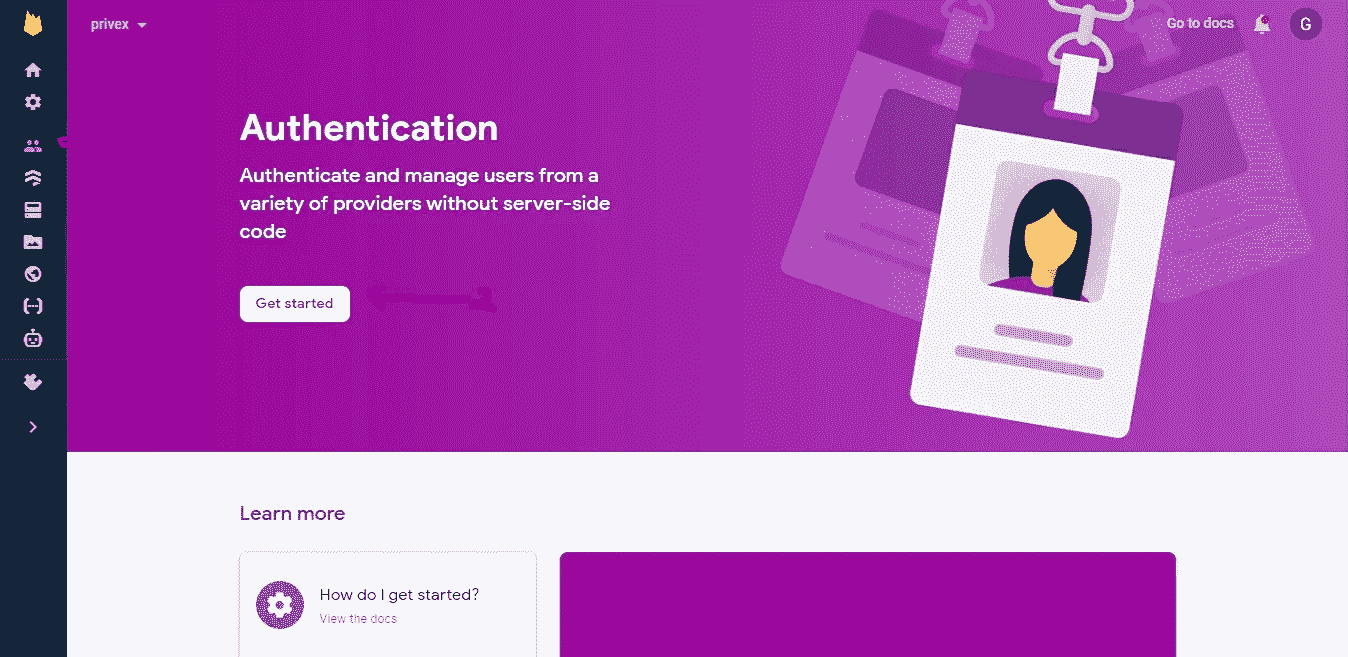 privex
Go to docs
G
Authentication
Authenticate and manage users from a
variety of providers without server-side
code
Get started
Learn more
How do I get started?
View the docs